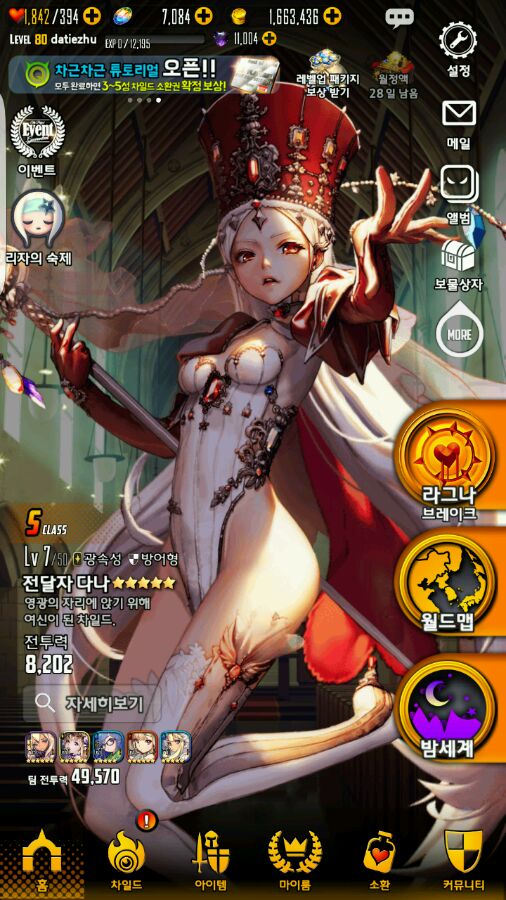 1,842/394
7,084
1,663,436
LEVEL 80 datiezhu
EXP 0 / 12,195
11,004
차근차근 튜토리얼 오픈!!
모두 완료하면 3~5성 차일드 소환권 확정 보상!
레벨업 패키지
보상 받기
월정액
28일 남음
설정
Event
이벤트
메일
앨범
리자의 숙제
보물상자
MORE
라그나
브레이크
S CLASS
Lv 7/50 광속성 방어형
전달자 다나★★★★★
영광의 자리에 앉기 위해
여신이 된 차일드.
월드맵
전투력
8,202
자세히보기
밤세계
팀 전투력 49,570
!
홈
차일드
아이템
마이룸
소환
커뮤니티